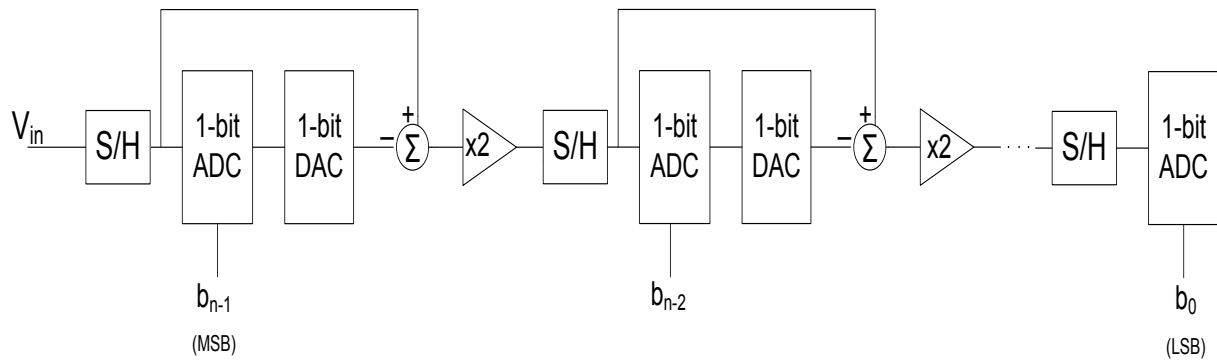 V_in
S/H
1-bit
ADC
1-bit
DAC
+
−
Σ
x2
S/H
1-bit
ADC
1-bit
DAC
+
−
Σ
x2
....
S/H
1-bit
ADC
b_n-1
(MSB)
b_n-2
b_0
(LSB)